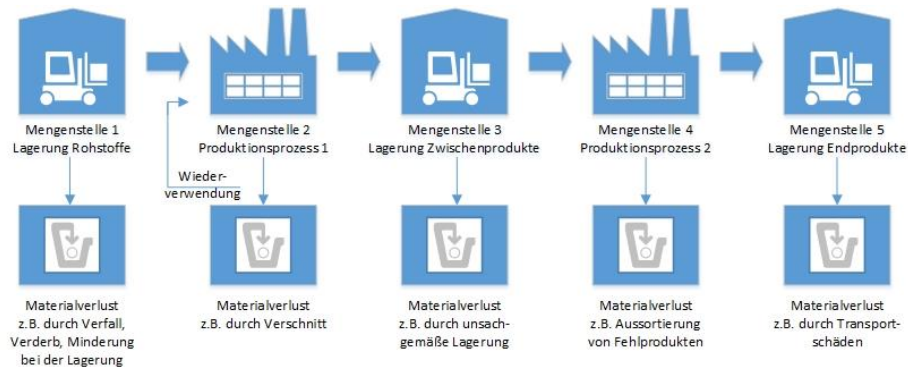 Mengenstelle 1
Lagerung Rohstoffe
Mengenstelle 2
Produktionsprozess 1
Mengenstelle 3
Lagerung Zwischenprodukte
Mengenstelle 4
Produktionsprozess 2
Mengenstelle 5
Lagerung Endprodukte
Wieder-
verwendung
Materialverlust
z.B. durch Verfall,
Verderb, Minderung
bei der Lagerung
Materialverlust
z.B. durch Verschnitt
Materialverlust
z.B. durch unsach-
gemäße Lagerung
Materialverlust
z.B. Aussortierung
von Fehlprodukten
Materialverlust
z.B. durch Transport-
schäden